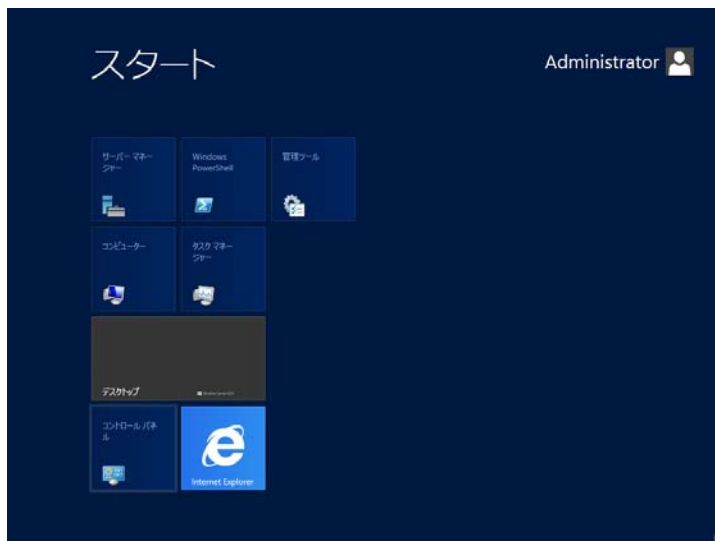 スタート
Administrator
サーバー マネー
ジャー
Windows
PowerShell
管理ツール
コンピューター
タスク マネー
ジャー
デスクトップ
コントロール パネ
ル
Internet Explorer